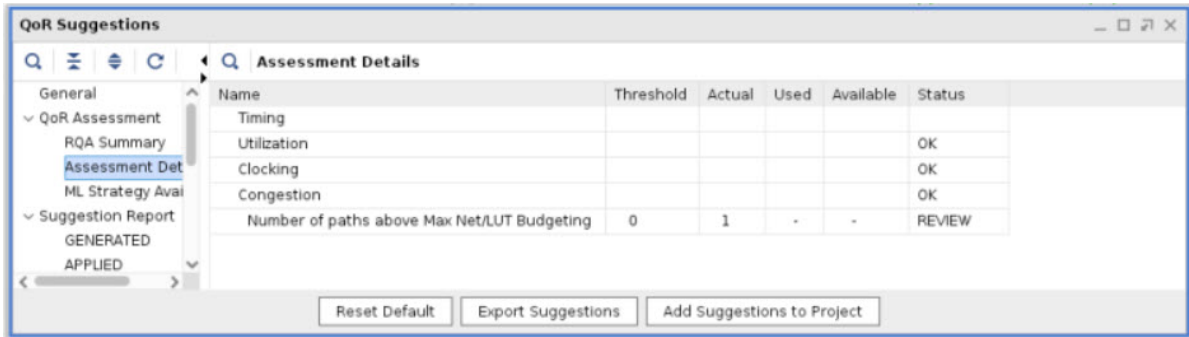 QoR Suggestions
Assessment Details
General
QoR Assessment
RQA Summary
Assessment Det
ML Strategy Avai
Suggestion Report
GENERATED
APPLIED
Name Threshold Actual Used Available Status
Timing
Utilization OK
Clocking OK
Congestion OK
Number of paths above Max Net/LUT Budgeting 0 1 - - REVIEW
Reset Default Export Suggestions Add Suggestions to Project